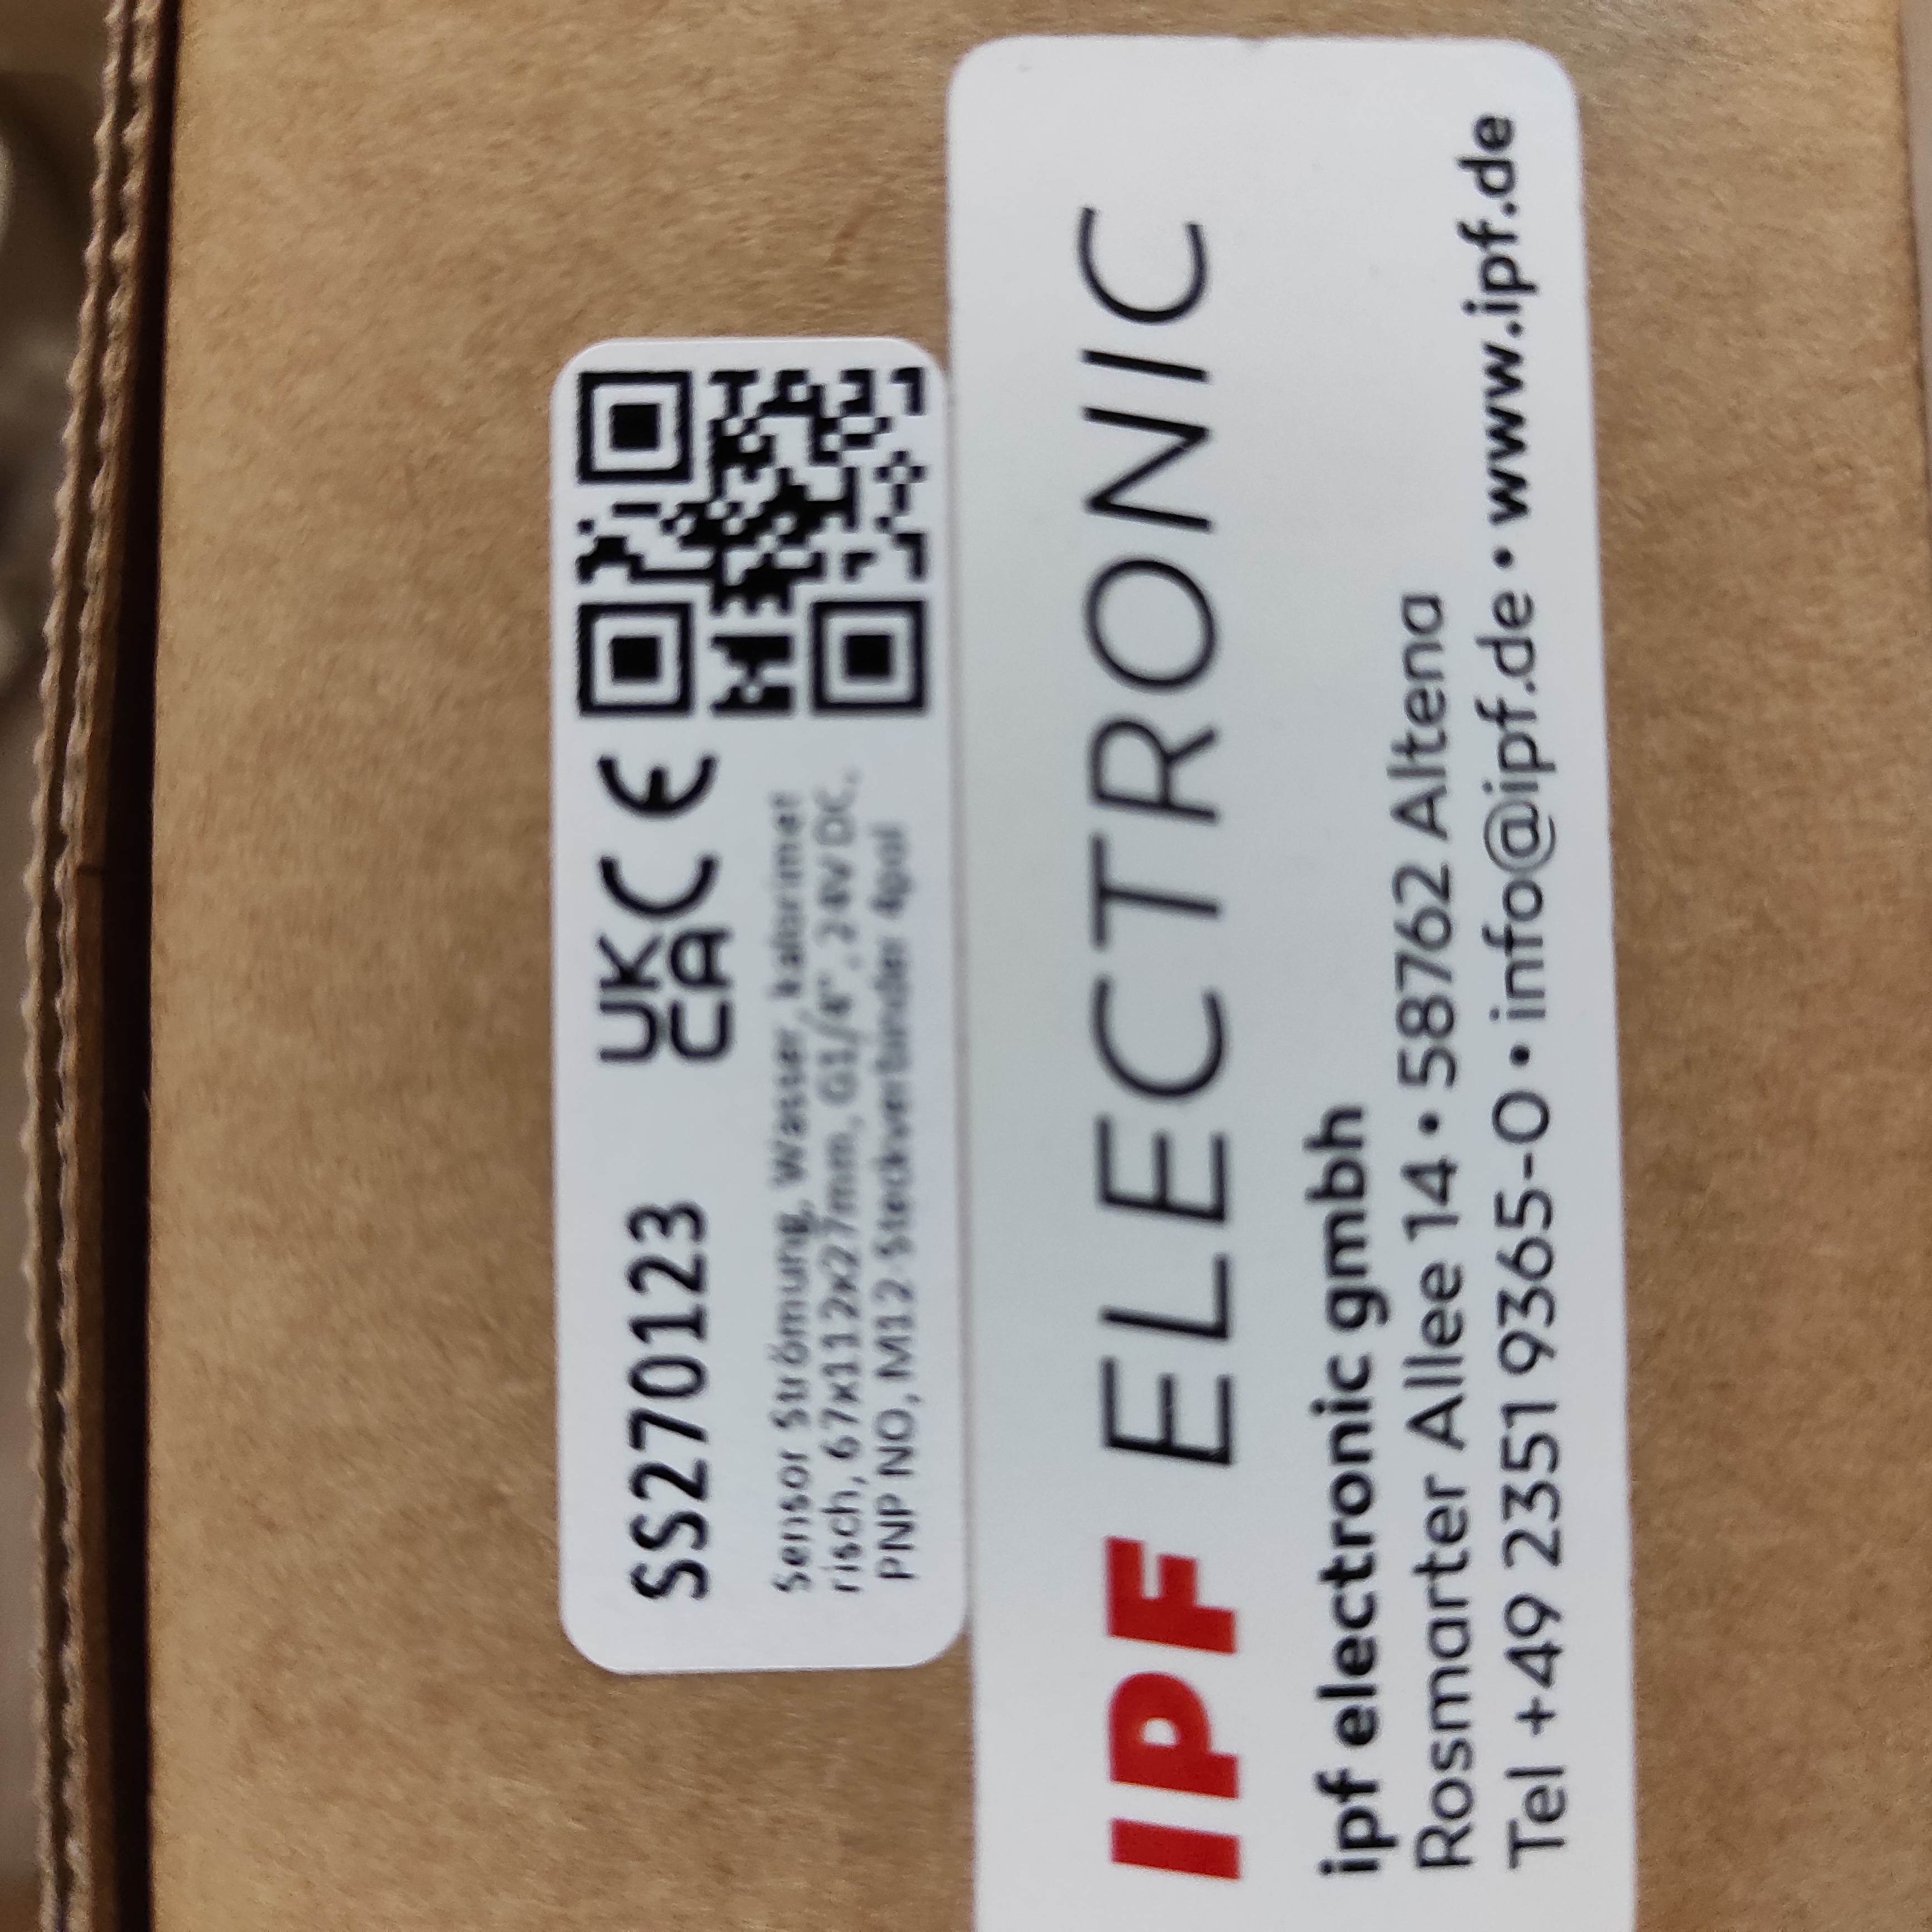 SS270123
UK
CA
CE
Sensor Strömung, Wasser, kalorimet
risch, 67x112x27mm, G1/4", 24V DC,
PNP NO, M12-Steckverbinder 4pol
IPF ELECTRONIC
ipf electronic gmbh
Rosmarter Allee 14 • 58762 Altena
Tel +49 2351 9365-0 • info@ipf.de • www.ipf.de